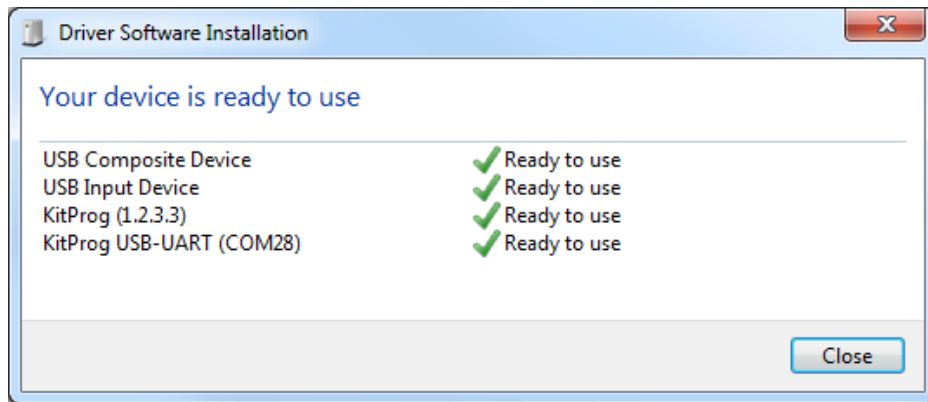 Driver Software Installation
Your device is ready to use
USB Composite Device Ready to use
USB Input Device Ready to use
KitProg (1.2.3.3) Ready to use
KitProg USB-UART (COM28) Ready to use
Close